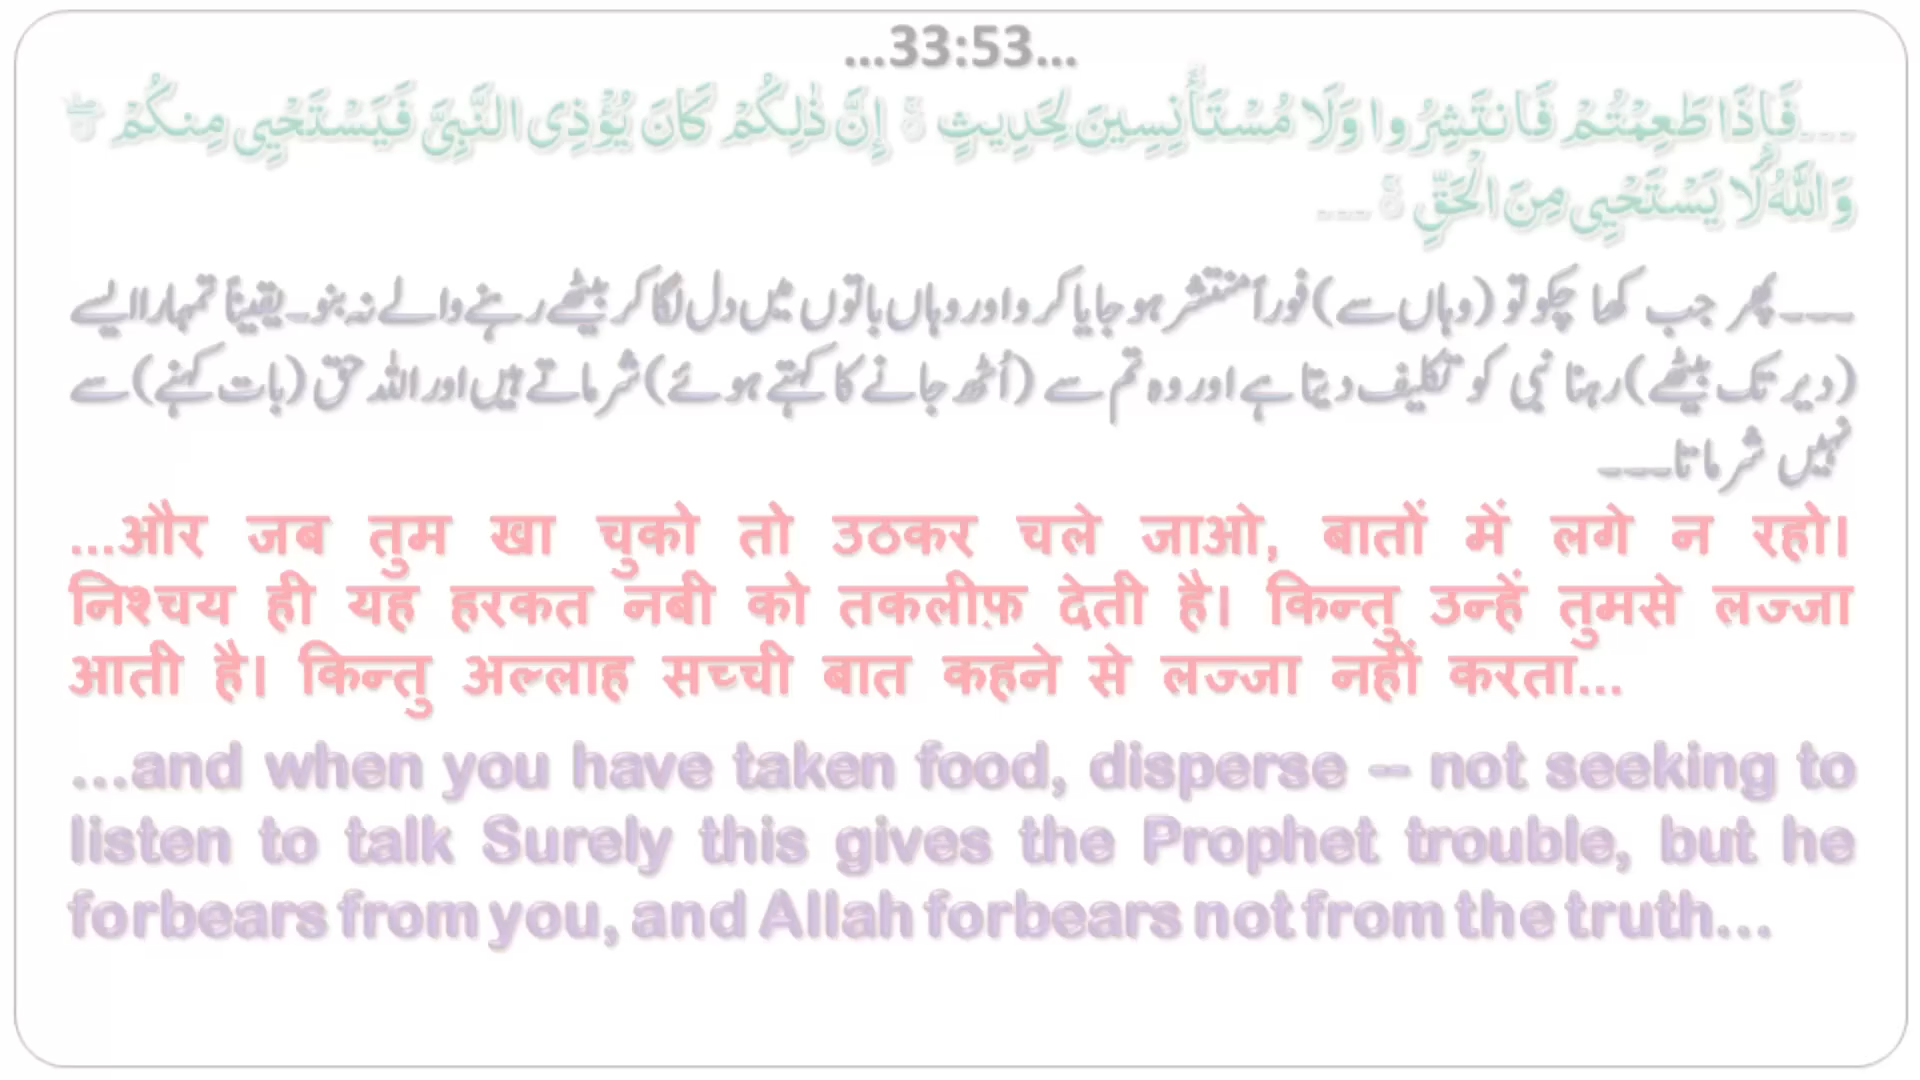 ...33:53...
۔۔۔فَإِذَا طَعِمْتُمْ فَانتَشِرُوا وَلَا مُسْتَأْنِسِينَ لِحَدِيثٍ ۚ إِنَّ ذَٰلِكُمْ كَانَ يُؤْذِى النَّبِىَّ فَيَسْتَحْيِى مِنكُمْ ۖ
وَاللَّهُ لَا يَسْتَحْيِى مِنَ الْحَقِّ ۚ ۔۔۔
۔۔۔پھر جب کھا چکو تو (وہاں سے) فوراً منتشر ہو جایا کرو اور وہاں باتوں میں دل لگا کر بیٹھے رہنے والے نہ بنو۔ یقیناً تمہارا ایسے
(دیر تک بیٹھے) رہنا نبی کو تکلیف دیتا ہے اور وہ تم سے (اُٹھ جانے کا کہتے ہوئے) شرماتے ہیں اور اللہ حق (بات کہنے) سے
نہیں شرماتا۔۔۔
...और जब तुम खा चुको तो उठकर चले जाओ, बातों में लगे न रहो।
निश्चय ही यह हरकत नबी को तकलीफ़ देती है। किन्तु उन्हें तुमसे लज्जा
आती है। किन्तु अल्लाह सच्ची बात कहने से लज्जा नहीं करता...
...and when you have taken food, disperse -- not seeking to
listen to talk Surely this gives the Prophet trouble, but he
forbears from you, and Allah forbears not from the truth...